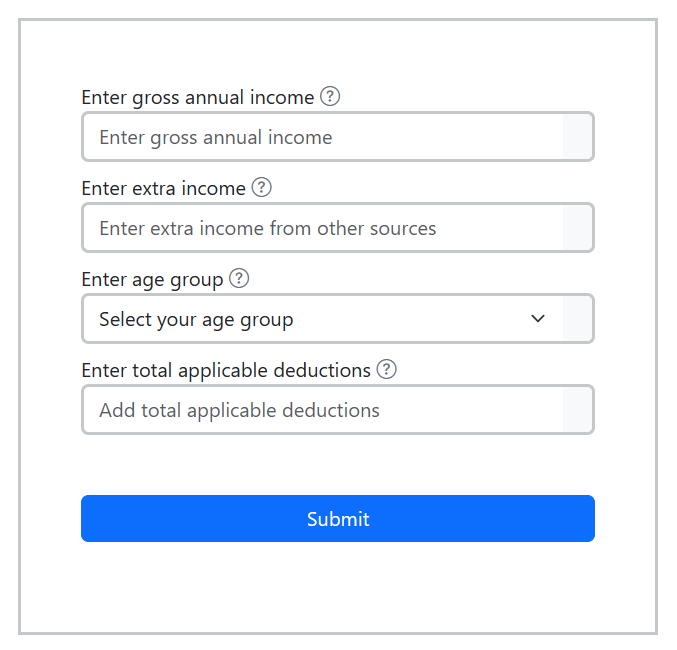 Enter gross annual income ?
Enter gross annual income
Enter extra income ?
Enter extra income from other sources
Enter age group ?
Select your age group
Enter total applicable deductions ?
Add total applicable deductions
Submit